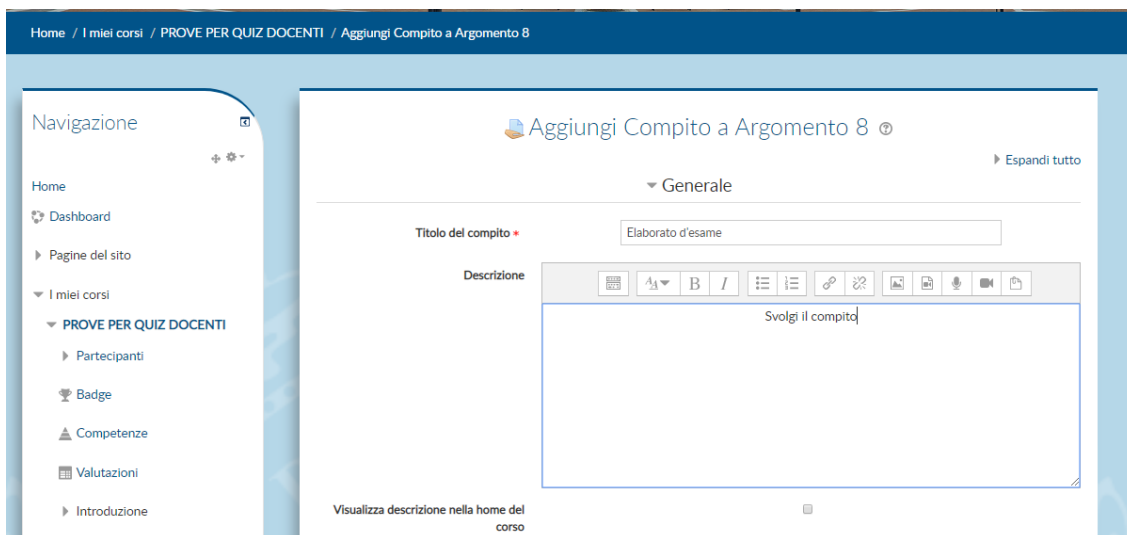 Home / I miei corsi / PROVE PER QUIZ DOCENTI / Aggiungi Compito a Argomento 8
Navigazione
Home
Dashboard
Pagine del sito
I miei corsi
PROVE PER QUIZ DOCENTI
Partecipanti
Badge
Competenze
Valutazioni
Introduzione
Aggiungi Compito a Argomento 8
Espandi tutto
Generale
Titolo del compito
Elaborato d'esame
Descrizione
Svolgi il compito
Visualizza descrizione nella home del
corso